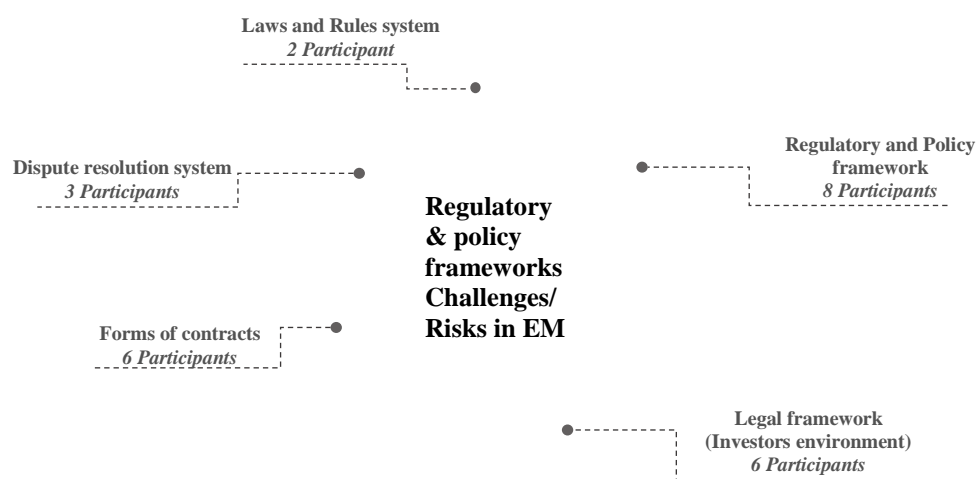 Laws and Rules system
2 Participant
Regulatory and Policy
framework
8 Participants
Dispute resolution system
3 Participants
Regulatory
& policy
frameworks
Challenges/
Risks in EM
Forms of contracts
6 Participants
Legal framework
(Investors environment)
6 Participants